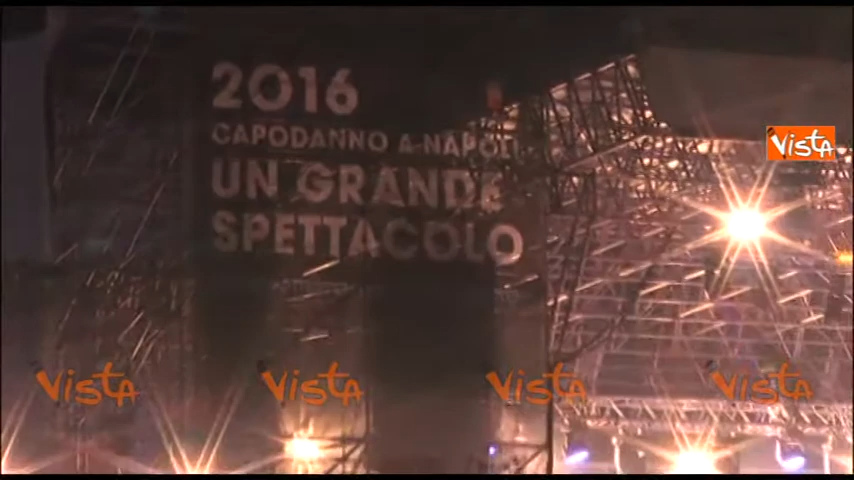 2016
CAPODANNO A NAPOLI
UN GRANDE
SPETTACOLO
VISTA
vista vista vista vista